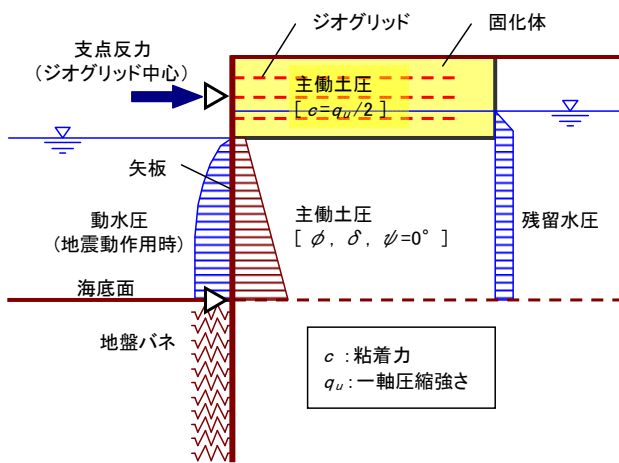 ジオグリッド
固化体
支点反力
（ジオグリッド中心）
主働土圧
[ c=qu/2 ]
矢板
動水圧
（地震動作用時）
主働土圧
[ φ, δ, ψ=0° ]
残留水圧
海底面
地盤バネ
c：粘着力
qu：一軸圧縮強さ